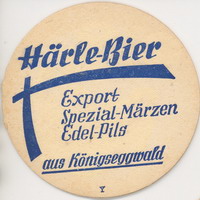 Härle-Bier
Export
Spezial-Märzen
Edel-Pils
aus Königseggwald
Y